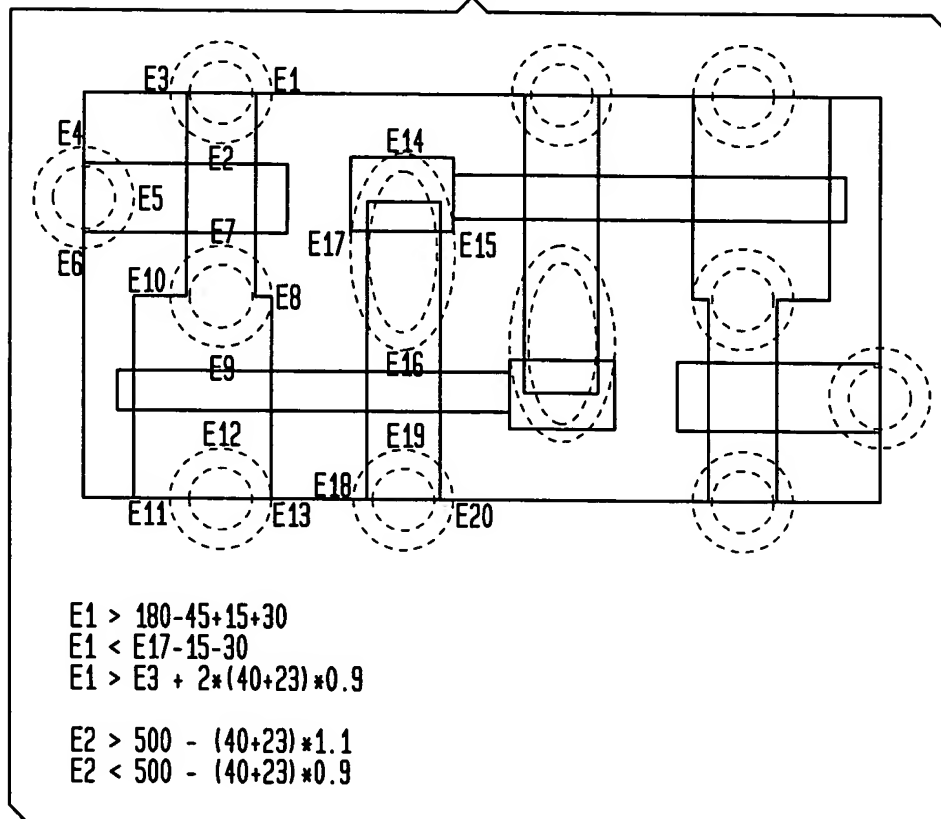 E3 E1
E4 E14
E2
E5
E7
E17 E15
E6
E10 E8
E9 E16
E12 E19
E18
E11 E13 E20
E1 > 180-45+15+30
E1 < E17-15-30
E1 > E3 + 2*(40+23)*0.9
E2 > 500 - (40+23)*1.1
E2 < 500 - (40+23)*0.9